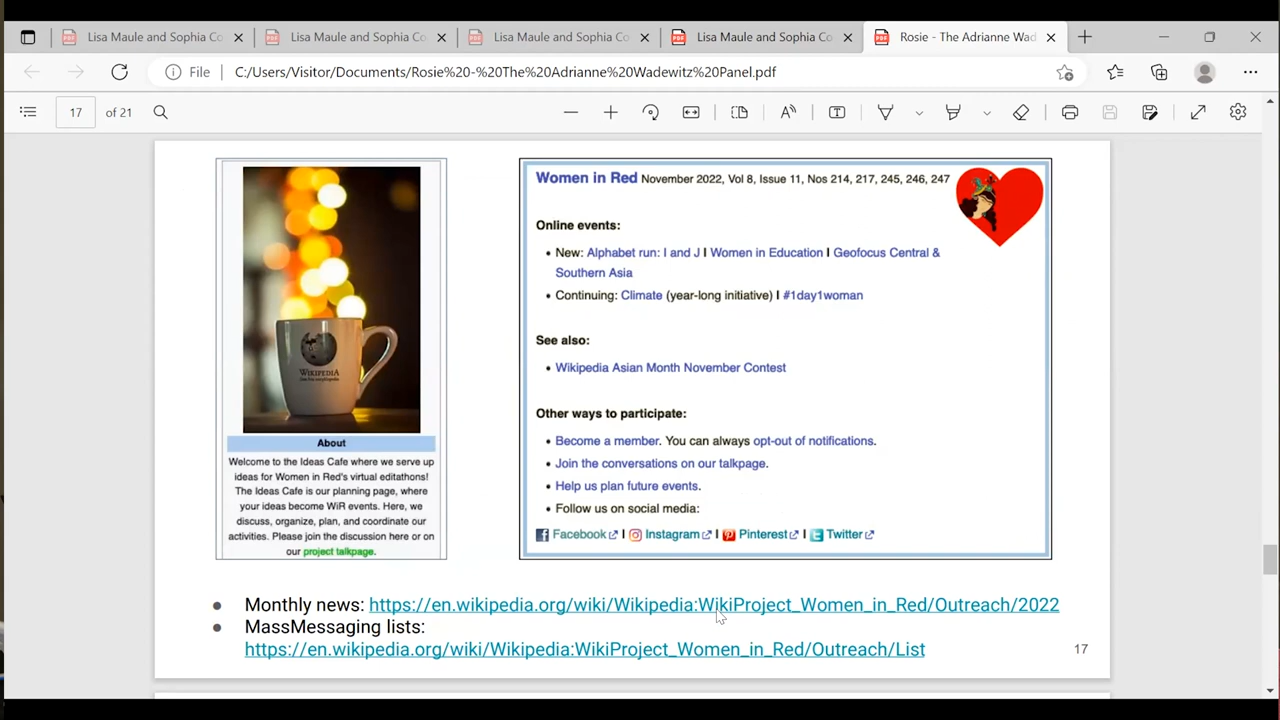 Lisa Maule and Sophia Co
Lisa Maule and Sophia Co
Lisa Maule and Sophia Co
Lisa Maule and Sophia Co
Rosie - The Adrianne Wad
File
C:/Users/Visitor/Documents/Rosie%20-%20The%20Adrianne%20Wadewitz%20Panel.pdf
17 of 21
WIKIPEDIA
About
Welcome to the Ideas Cafe where we serve up
ideas for Women in Red's virtual editathons!
The Ideas Cafe is our planning page, where
your ideas become WiR events. Here, we
discuss, organize, plan, and coordinate our
activities. Please join the discussion here or on
our project talkpage.
Women in Red November 2022, Vol 8, Issue 11, Nos 214, 217, 245, 246, 247
Online events:
• New: Alphabet run: I and J I Women in Education I Geofocus Central &
Southern Asia
• Continuing: Climate (year-long initiative) I #1day1woman
See also:
• Wikipedia Asian Month November Contest
Other ways to participate:
• Become a member. You can always opt-out of notifications.
• Join the conversations on our talkpage.
• Help us plan future events.
• Follow us on social media:
Facebook I Instagram I Pinterest I Twitter
● Monthly news: https://en.wikipedia.org/wiki/Wikipedia:WikiProject_Women_in_Red/Outreach/2022
● MassMessaging lists:
https://en.wikipedia.org/wiki/Wikipedia:WikiProject_Women_in_Red/Outreach/List
17